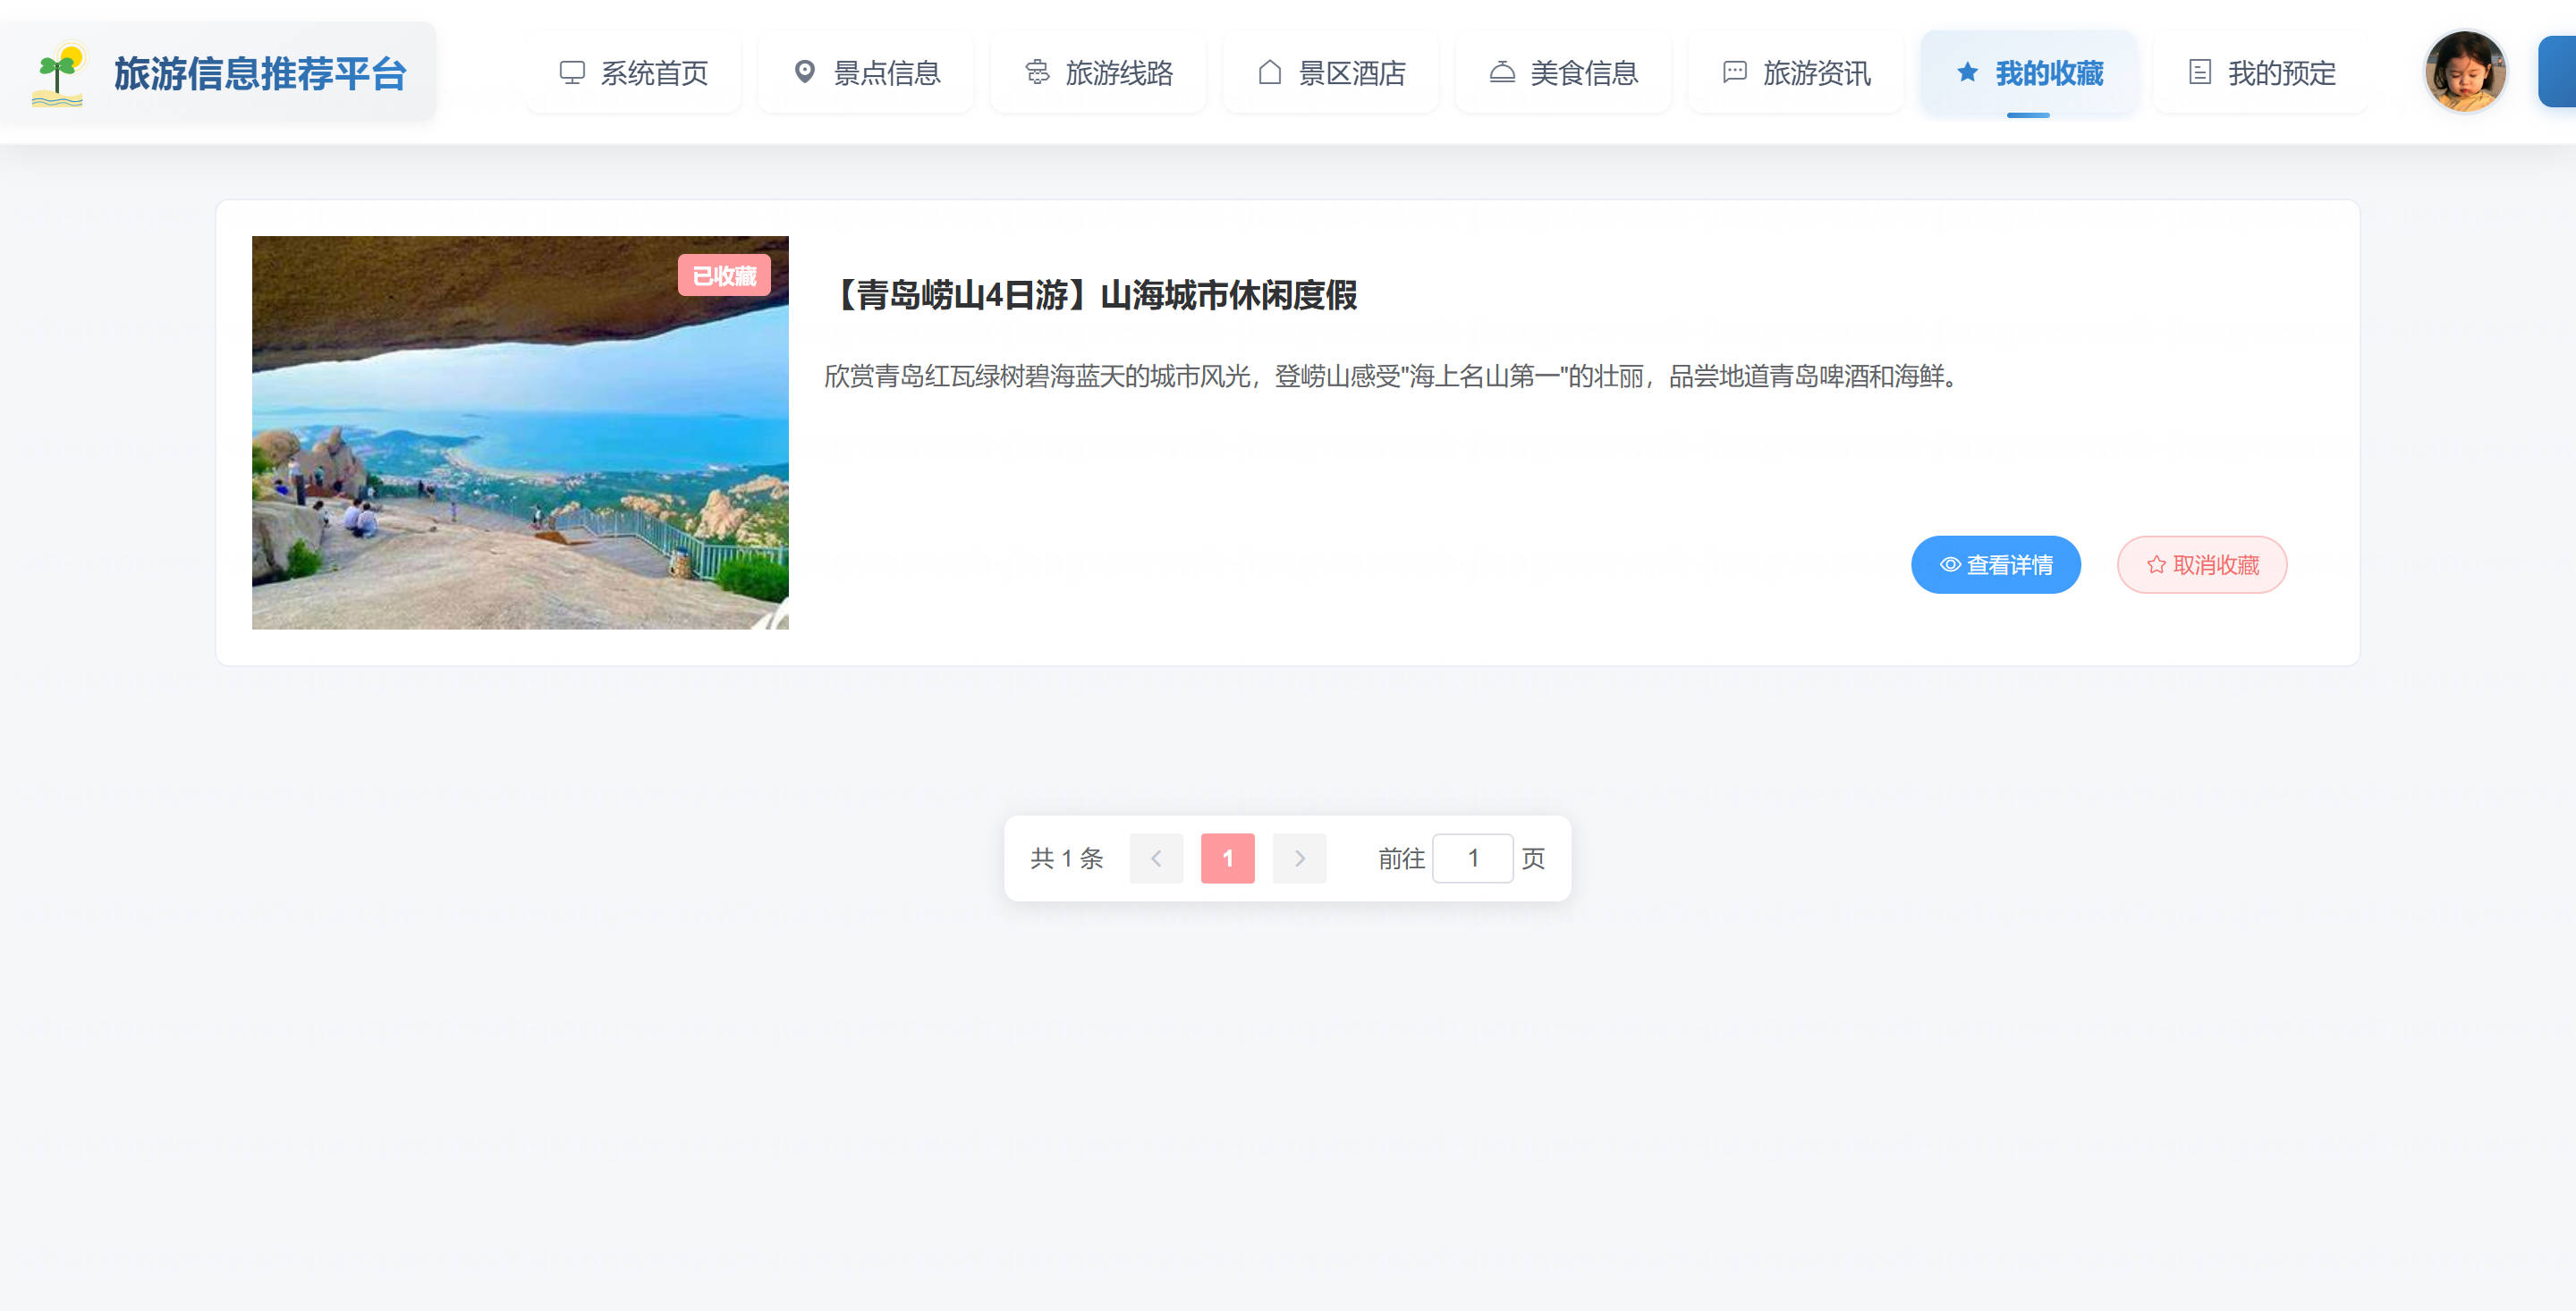 旅游信息推荐平台
系统首页
景点信息
旅游线路
景区酒店
美食信息
旅游资讯
我的收藏
我的预定
已收藏
【青岛崂山4日游】山海城市休闲度假
欣赏青岛红瓦绿树碧海蓝天的城市风光，登崂山感受"海上名山第一"的壮丽，品尝地道青岛啤酒和海鲜。
查看详情
取消收藏
共 1 条
1
前往 1 页